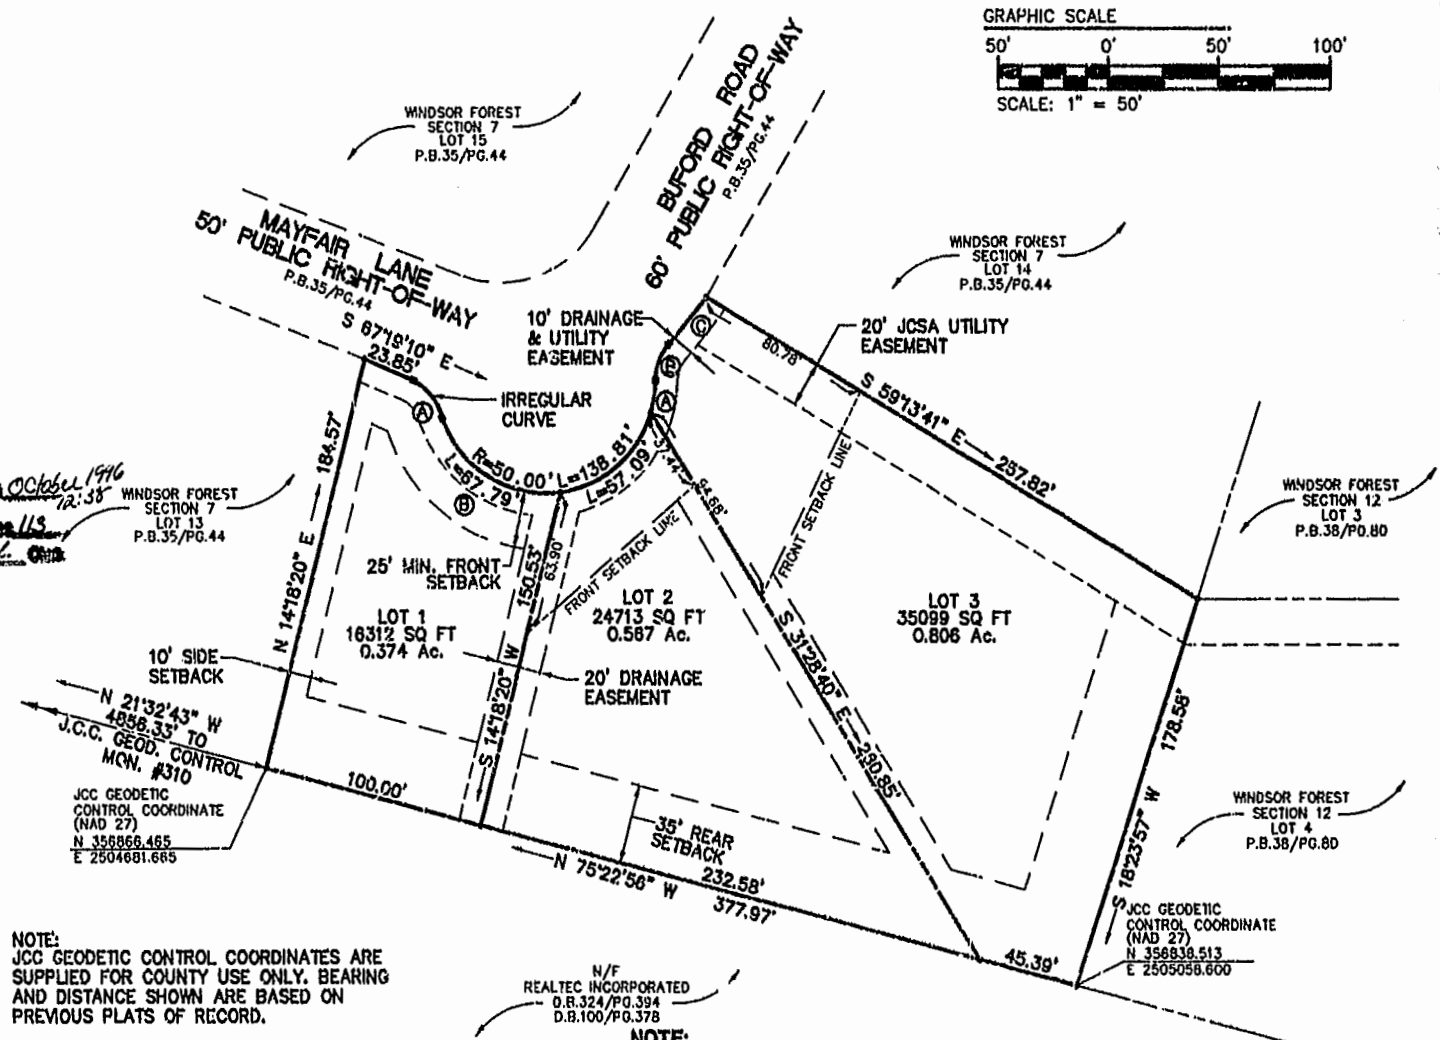 GRAPHIC SCALE
50' 0' 50' 100'
SCALE: 1" = 50'
WINDSOR FOREST
SECTION 7
LOT 15
P.B.35/PG.44
BUFORD ROAD
60' PUBLIC RIGHT-OF-WAY
P.B.35/PG.44
MAYFAIR LANE
50' PUBLIC RIGHT-OF-WAY
P.B.35/PG.44
S 67°19'10" E
23.85'
WINDSOR FOREST
SECTION 7
LOT 14
P.B.35/PG.44
10' DRAINAGE
& UTILITY
EASEMENT
C
B
A
20' JCSA UTILITY
EASEMENT
80.78'
S 59°13'41" E
257.82'
IRREGULAR
CURVE
A
R=50.00' L=138.81'
L=67.79'
L=57.09'
B
37.44'
94.68'
184.57'
N 14°18'20" E
October 1996
12:38
113
WINDSOR FOREST
SECTION 7
LOT 13
P.B.35/PG.44
25' MIN. FRONT
SETBACK
150.53'
63.90'
S 14°18'20" W
FRONT SETBACK LINE
FRONT SETBACK LINE
WINDSOR FOREST
SECTION 12
LOT 3
P.B.38/PG.80
LOT 1
16312 SQ FT
0.374 Ac.
LOT 2
24713 SQ FT
0.567 Ac.
LOT 3
35099 SQ FT
0.806 Ac.
10' SIDE
SETBACK
20' DRAINAGE
EASEMENT
S 31°28'40" E
290.85'
178.58'
S 18°23'57" W
N 21°32'43" W
4856.33' TO
J.C.C. GEOD. CONTROL
MON. #310
JCC GEODETIC
CONTROL COORDINATE
(NAD 27)
N 356866.465
E 2504681.665
100.00'
35' REAR
SETBACK
N 75°22'56" W
232.58'
377.97'
45.39'
WINDSOR FOREST
SECTION 12
LOT 4
P.B.38/PG.80
JCC GEODETIC
CONTROL COORDINATE
(NAD 27)
N 356838.513
E 2505058.600
NOTE:
JCC GEODETIC CONTROL COORDINATES ARE
SUPPLIED FOR COUNTY USE ONLY. BEARING
AND DISTANCE SHOWN ARE BASED ON
PREVIOUS PLATS OF RECORD.
N/F
REALTEC INCORPORATED
D.B.324/PG.394
D.B.100/PG.378
NOTE: